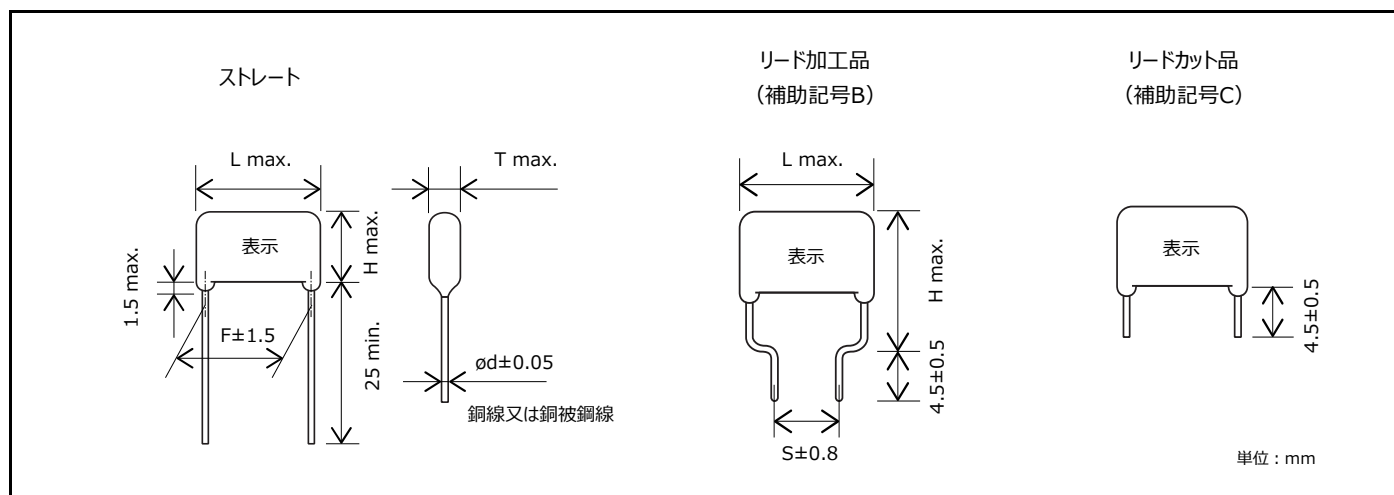 ストレート
L max.
T max.
表示
H max.
1.5 max.
F±1.5
25 min.
ød±0.05
銅線又は銅被鋼線
リード加工品
(補助記号B)
L max.
表示
H max.
4.5±0.5
S±0.8
リードカット品
(補助記号C)
表示
4.5±0.5
単位：mm